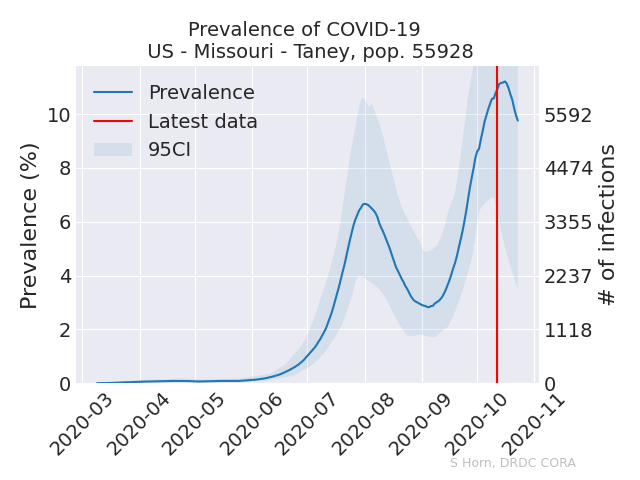 Prevalence of COVID-19
US - Missouri - Taney, pop. 55928
Prevalence
Latest data
95CI
Prevalence (%)
10
8
6
4
2
0
5592
4474
3355
2237
1118
0
# of infections
2020-03
2020-04
2020-05
2020-06
2020-07
2020-08
2020-09
2020-10
2020-11
S Horn, DRDC CORA